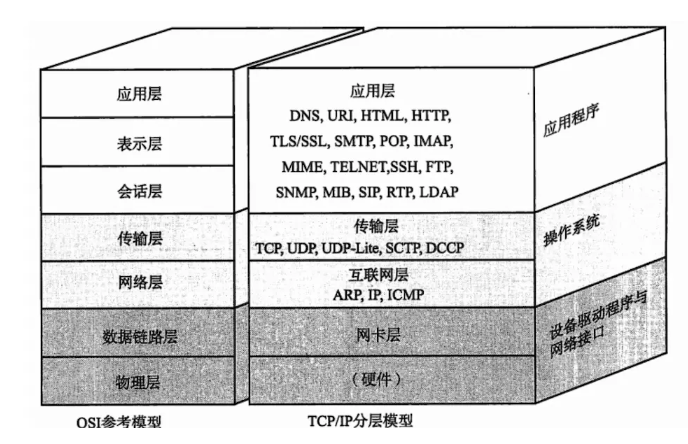 应用层
表示层
会话层
传输层
网络层
数据链路层
物理层
OSI参考模型
应用层
DNS, URI, HTML, HTTP,
TLS/SSL, SMTP, POP, IMAP,
MIME, TELNET,SSH, FTP,
SNMP, MIB, SIP, RTP, LDAP
传输层
TCP, UDP, UDP-Lite, SCTP, DCCP
互联网层
ARP, IP, ICMP
网卡层
(硬件)
TCP/IP分层模型
应用程序
操作系统
设备驱动程序与
网络接口